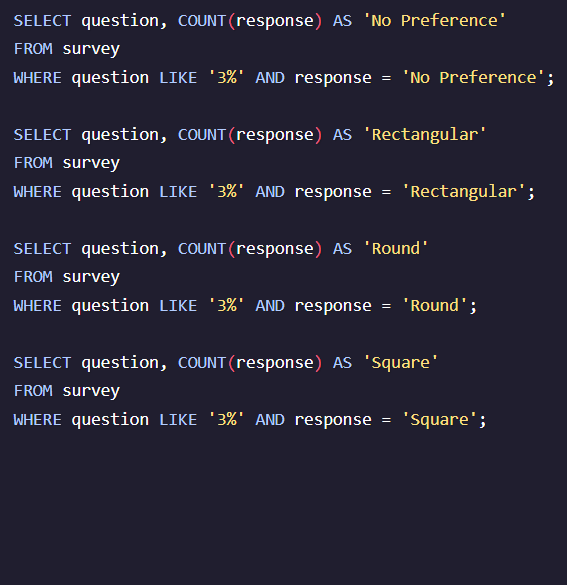 SELECT question, COUNT(response) AS 'No Preference'
FROM survey
WHERE question LIKE '3%' AND response = 'No Preference';
SELECT question, COUNT(response) AS 'Rectangular'
FROM survey
WHERE question LIKE '3%' AND response = 'Rectangular';
SELECT question, COUNT(response) AS 'Round'
FROM survey
WHERE question LIKE '3%' AND response = 'Round';
SELECT question, COUNT(response) AS 'Square'
FROM survey
WHERE question LIKE '3%' AND response = 'Square';